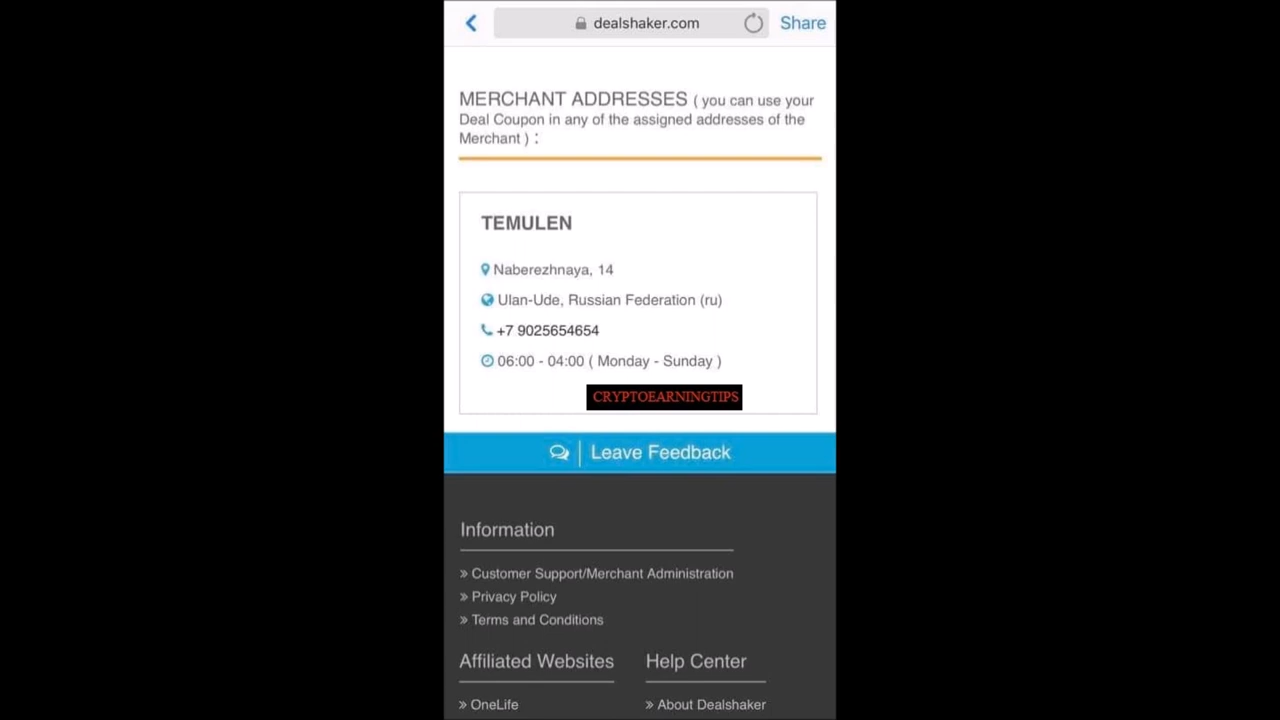 dealshaker.com
Share
MERCHANT ADDRESSES ( you can use your
Deal Coupon in any of the assigned addresses of the
Merchant ) :
TEMULEN
Naberezhnaya, 14
Ulan-Ude, Russian Federation (ru)
+7 9025654654
06:00 - 04:00 ( Monday - Sunday )
CRYPTOEARNINGTIPS
Leave Feedback
Information
» Customer Support/Merchant Administration
» Privacy Policy
» Terms and Conditions
Affiliated Websites
» OneLife
Help Center
» About Dealshaker